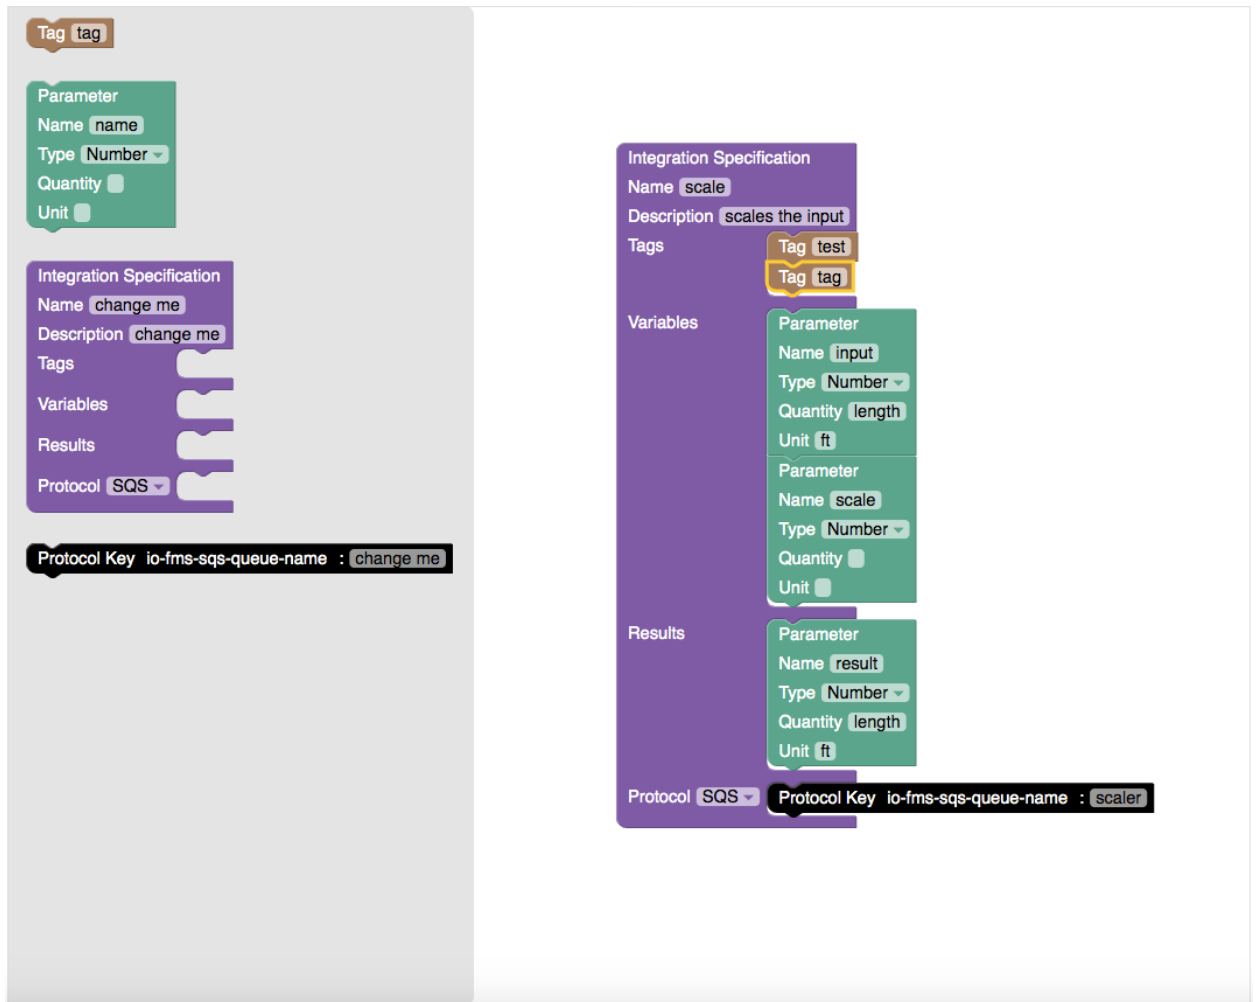 Tag tag
Parameter
Name name
Type Number
Quantity
Unit
Integration Specification
Name change me
Description change me
Tags
Variables
Results
Protocol SQS
Protocol Key io-fms-sqs-queue-name : change me
Integration Specification
Name scale
Description scales the input
Tags
Tag test
Tag tag
Variables
Parameter
Name input
Type Number
Quantity length
Unit ft
Parameter
Name scale
Type Number
Quantity
Unit
Results
Parameter
Name result
Type Number
Quantity length
Unit ft
Protocol SQS
Protocol Key io-fms-sqs-queue-name : scaler